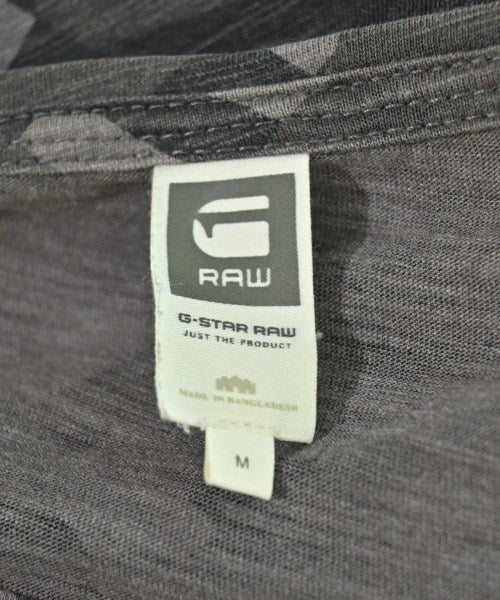 RAW
G-STAR RAW
JUST THE PRODUCT
MADE IN BANGLADESH
M